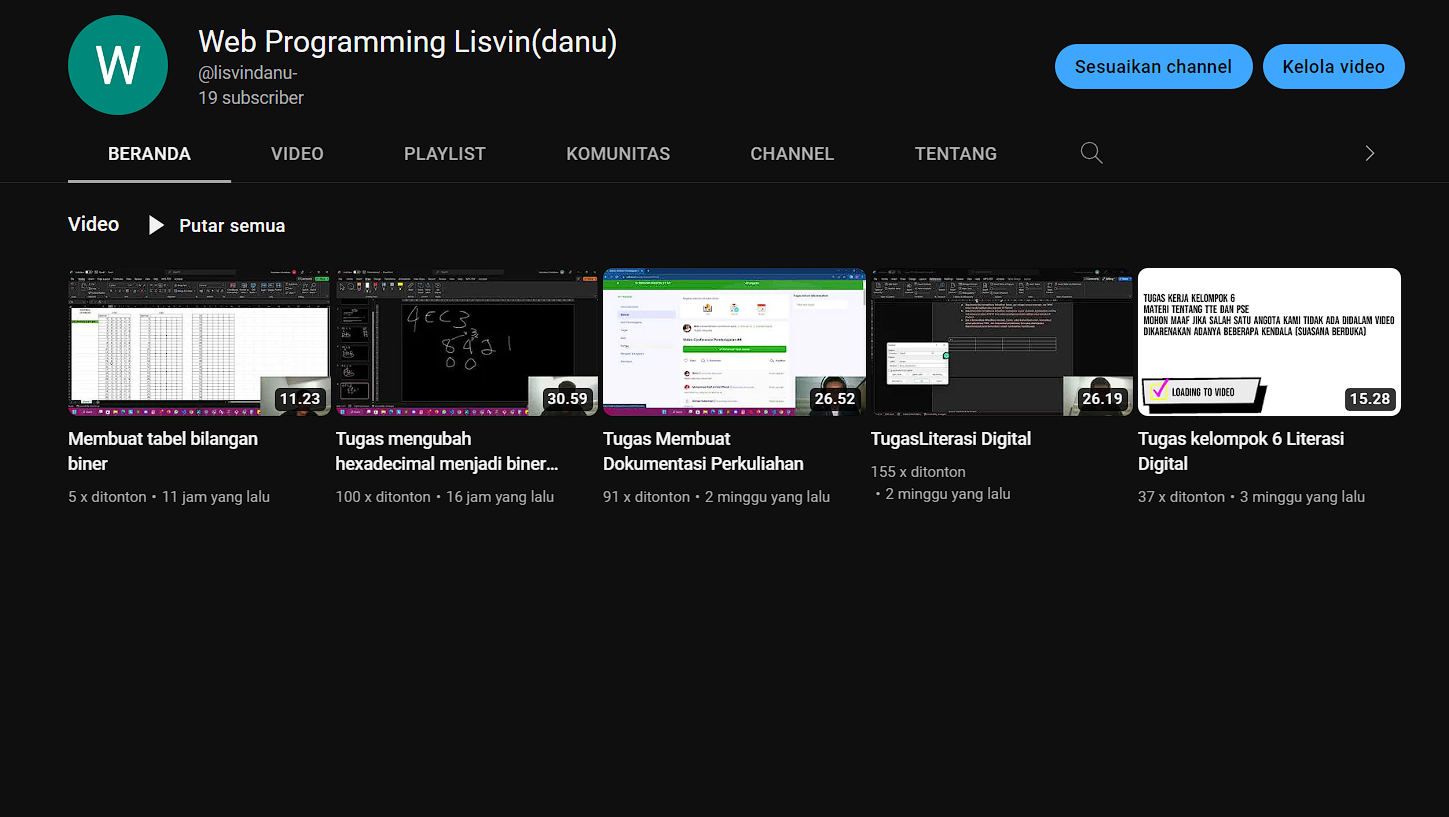 W
Web Programming Lisvin(danu)
@lisvindanu-
19 subscriber
Sesuaikan channel
Kelola video
BERANDA
VIDEO
PLAYLIST
KOMUNITAS
CHANNEL
TENTANG
Video
Putar semua
4EC3
8421
00
TUGAS KERJA KELOMPOK 6
MATERI TENTANG TTE DAN PSE
MOHON MAAF JIKA SALAH SATU ANGOTA KAMI TIDAK ADA DIDALAM VIDEO
DIKARENAKAN ADANYA BEBERAPA KENDALA (SUASANA BERDUKA)
LOADING TO VIDEO
11.23
30.59
26.52
26.19
15.28
Membuat tabel bilangan
biner
5 x ditonton • 11 jam yang lalu
Tugas mengubah
hexadecimal menjadi biner…
100 x ditonton • 16 jam yang lalu
Tugas Membuat
Dokumentasi Perkuliahan
91 x ditonton • 2 minggu yang lalu
TugasLiterasi Digital
155 x ditonton
• 2 minggu yang lalu
Tugas kelompok 6 Literasi
Digital
37 x ditonton • 3 minggu yang lalu